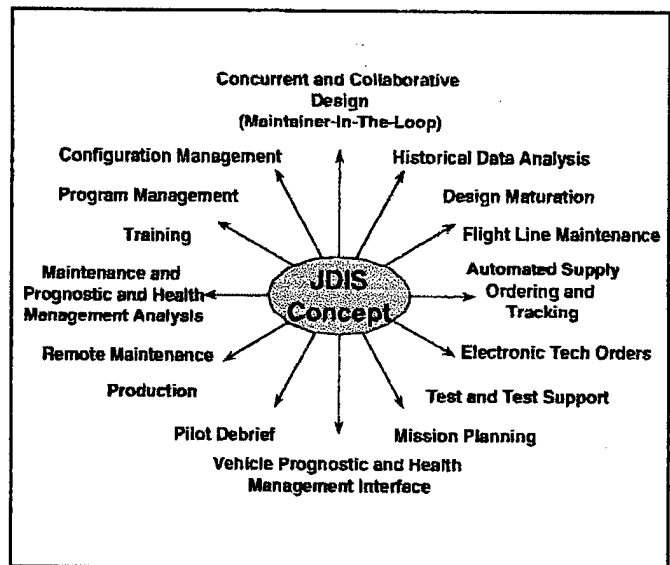 Concurrent and Collaborative
Design
(Maintainer-In-The-Loop)
Configuration Management
Historical Data Analysis
Program Management
Design Maturation
Training
Flight Line Maintenance
Maintenance and
Prognostic and Health
Management Analysis
JDIS
Concept
Automated Supply
Ordering and
Tracking
Remote Maintenance
Electronic Tech Orders
Production
Test and Test Support
Pilot Debrief
Mission Planning
Vehicle Prognostic and Health
Management Interface